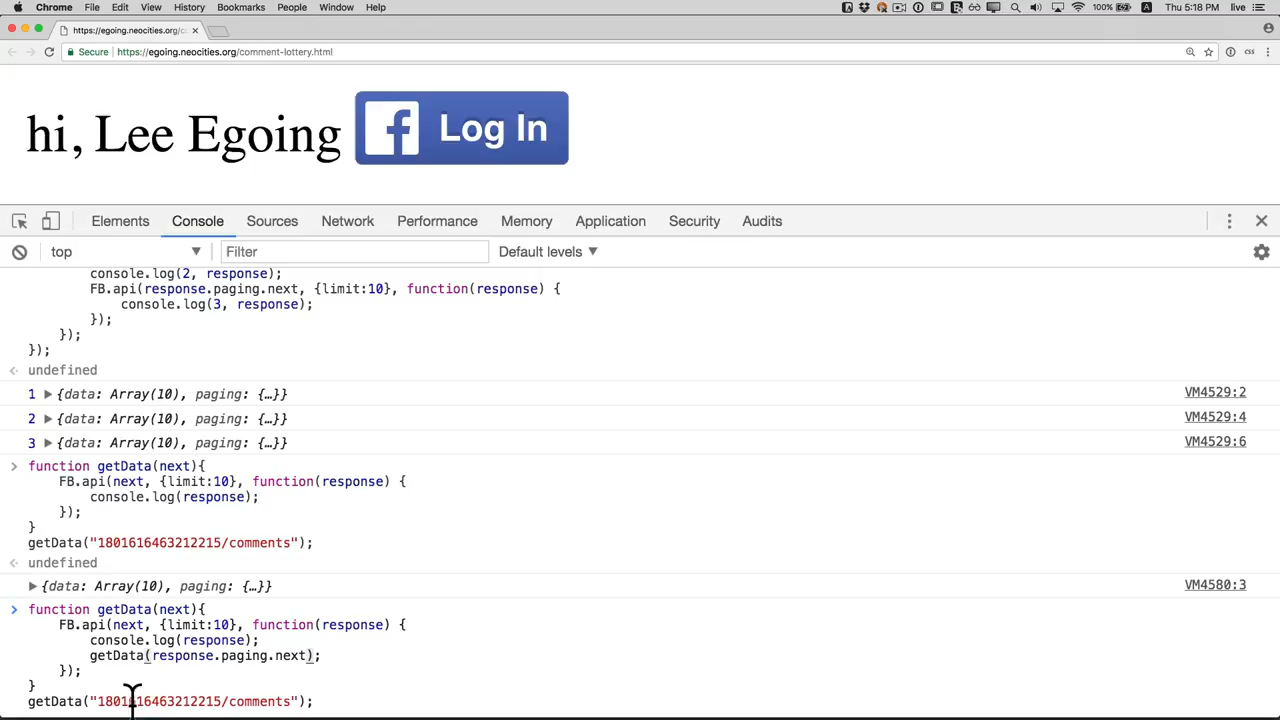 Chrome File Edit View History Bookmarks People Window Help 100% Thu 5:18 PM live
https://egoing.neocities.org/c
Secure https://egoing.neocities.org/comment-lottery.html css
hi, Lee Egoing f Log In
Elements Console Sources Network Performance Memory Application Security Audits
top Filter Default levels
console.log(2, response);
FB.api(response.paging.next, {limit:10}, function(response) {
console.log(3, response);
});
});
});
undefined
1 {data: Array(10), paging: {…}} VM4529:2
2 {data: Array(10), paging: {…}} VM4529:4
3 {data: Array(10), paging: {…}} VM4529:6
function getData(next){
FB.api(next, {limit:10}, function(response) {
console.log(response);
});
}
getData("1801616463212215/comments");
undefined
{data: Array(10), paging: {…}} VM4580:3
function getData(next){
FB.api(next, {limit:10}, function(response) {
console.log(response);
getData(response.paging.next);
});
}
getData("1801616463212215/comments");